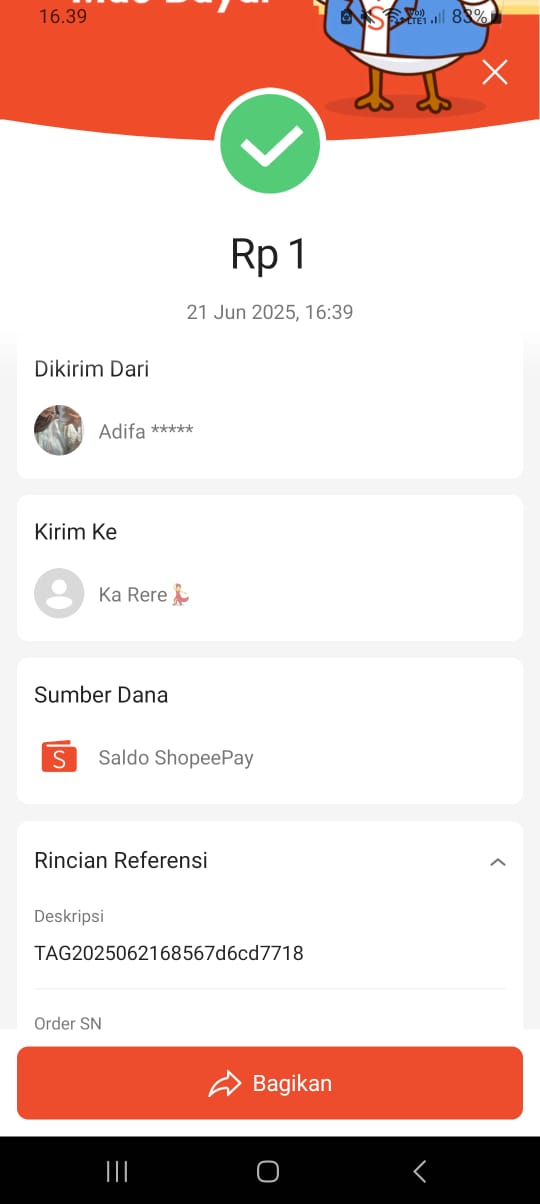 16.39
83%
Rp 1
21 Jun 2025, 16:39
Dikirim Dari
Adifa *****
Kirim Ke
Ka Rere💃
Sumber Dana
S
Saldo ShopeePay
Rincian Referensi
Deskripsi
TAG2025062168567d6cd7718
Order SN
Bagikan